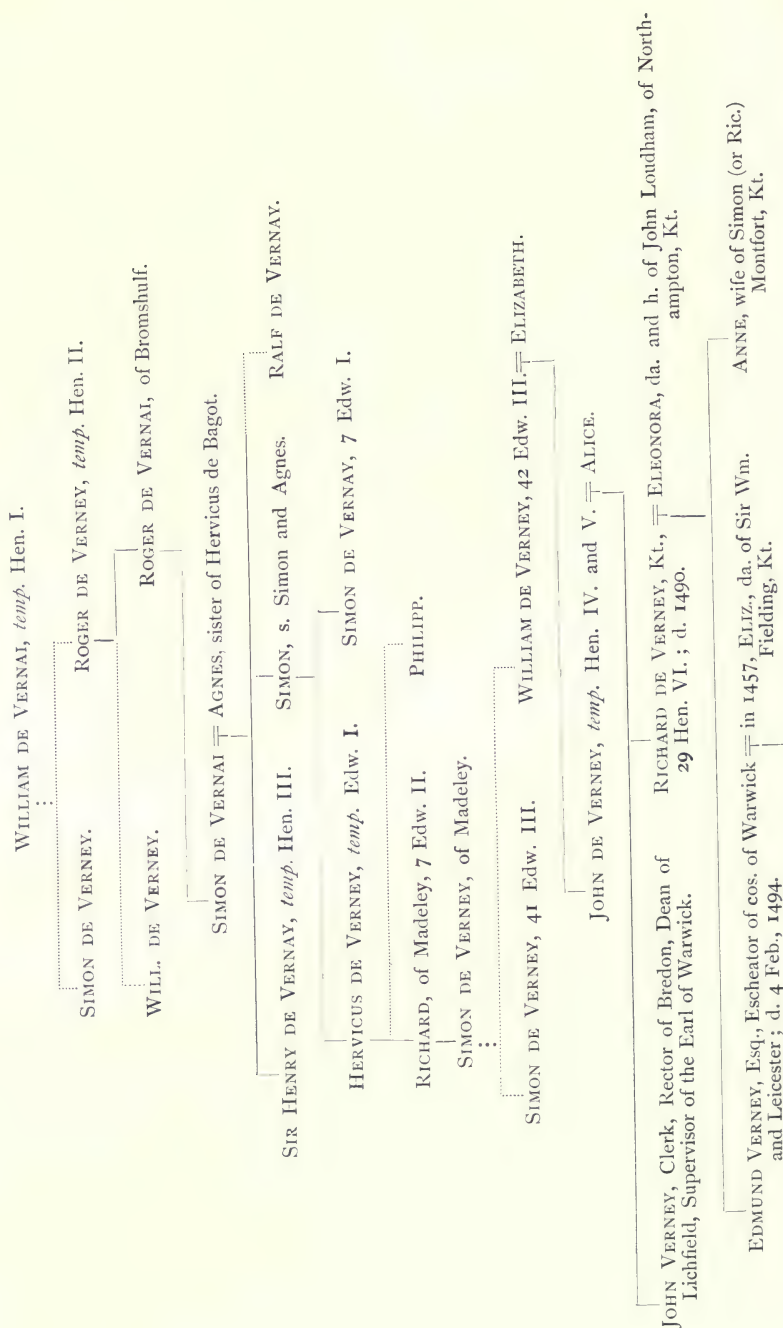 WILLIAM DE VERNAI, temp. Hen. I.
SIMON DE VERNEY.
ROGER DE VERNEY, temp. Hen. II.
WILL. DE VERNEY.
ROGER DE VERNAI, of Bromshulf.
SIMON DE VERNAI = AGNES, sister of Hervicus de Bagot.
SIR HENRY DE VERNAY, temp. Hen. III.
SIMON, s. Simon and Agnes.
RALF DE VERNAY.
HERVICUS DE VERNEY, temp. Edw. I.
SIMON DE VERNAY, 7 Edw. I.
RICHARD, of Madeley, 7 Edw. II.
PHILIPP.
SIMON DE VERNEY, of Madeley.
SIMON DE VERNEY, 41 Edw. III.
WILLIAM DE VERNEY, 42 Edw. III. = ELIZABETH.
JOHN DE VERNEY, temp. Hen. IV. and V. = ALICE.
JOHN VERNEY, Clerk, Rector of Bredon, Dean of
Lichfield, Supervisor of the Earl of Warwick.
RICHARD DE VERNEY, Kt., = ELEONORA, da. and h. of John Loudham, of North-
29 Hen. VI.; d. 1490.
ampton, Kt.
EDMUND VERNEY, Esq., Escheator of cos. of Warwick = in 1457, ELIZ., da. of Sir Wm.
and Leicester; d. 4 Feb., 1494.
Fielding, Kt.
ANNE, wife of Simon (or Ric.)
Montfort, Kt.